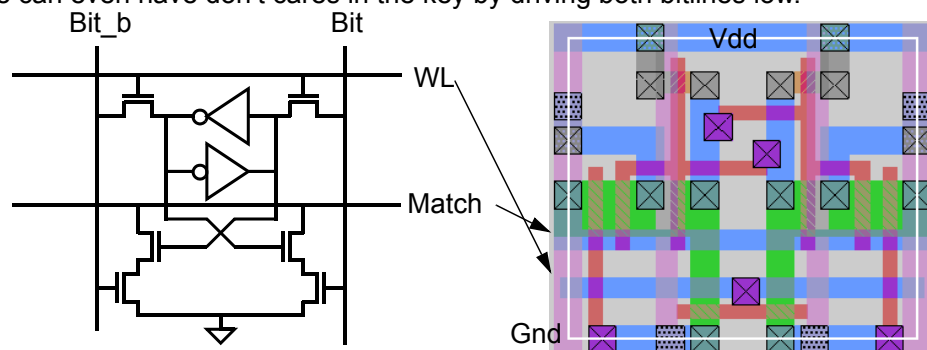 can even have don't cares in the key by driving both bitlines low.
Bit_b
Bit
Vdd
WL
Match
Gnd